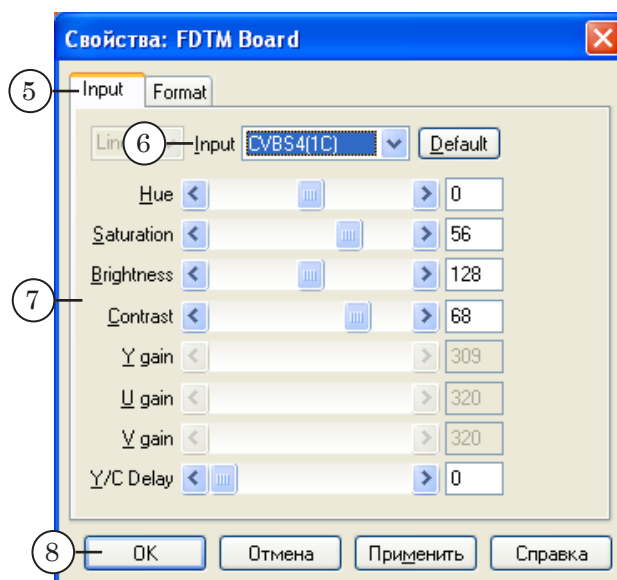 Свойства: FDTM Board
5 Input Format
6 Input CVBS4(1C) Default
Hue 0
Saturation 56
Brightness 128
7
Contrast 68
Y gain 309
U gain 320
V gain 320
Y/C Delay 0
8 OK Отмена Применить Справка